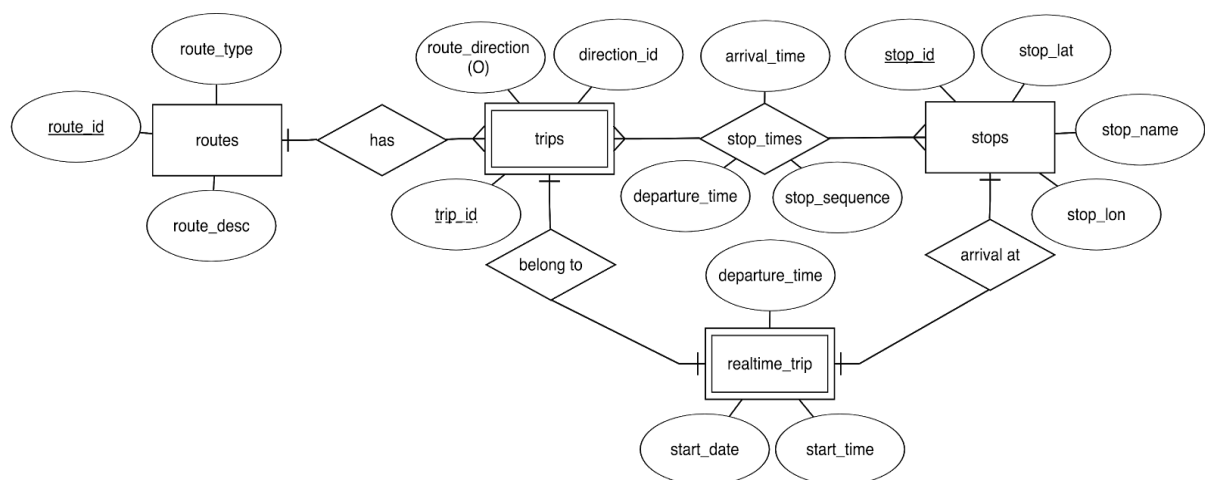 route_type
route_id
routes
route_desc
has
route_direction
(O)
direction_id
trips
trip_id
arrival_time
stop_times
departure_time
stop_sequence
stop_id
stop_lat
stops
stop_name
stop_lon
belong to
arrival at
departure_time
realtime_trip
start_date
start_time